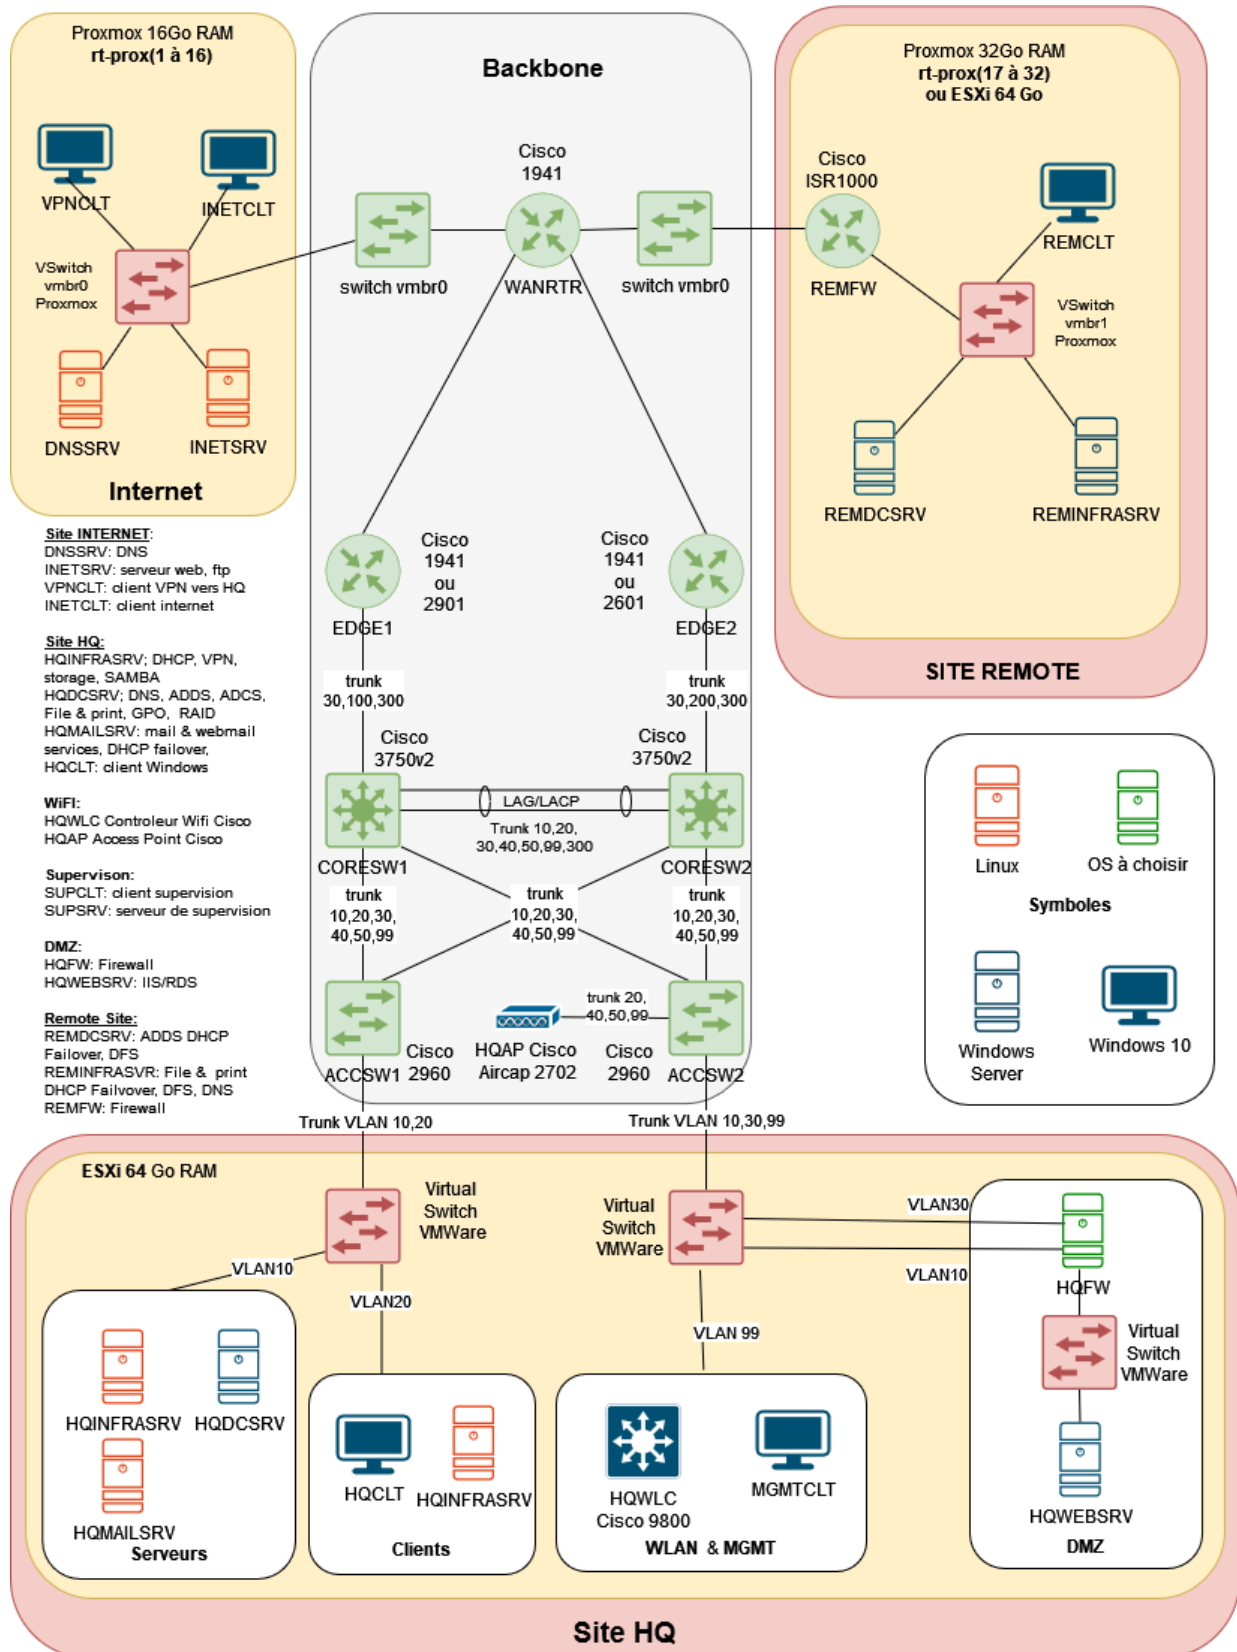 Proxmox 16Go RAM
rt-prox(1 à 16)
VPNCLT
INETCLT
VSwitch
vmbr0
Proxmox
DNSSRV
INETSRV
Internet
Backbone
Cisco
1941
switch vmbr0
WANRTR
switch vmbr0
Proxmox 32Go RAM
rt-prox(17 à 32)
ou ESXi 64 Go
Cisco
ISR1000
REMFW
REMCLT
VSwitch
vmbr1
Proxmox
REMDCSRV
REMINFRASRV
SITE REMOTE
Site INTERNET:
DNSSRV: DNS
INETSRV: serveur web, ftp
VPNCLT: client VPN vers HQ
INETCLT: client internet
Site HQ:
HQINFRASRV; DHCP, VPN,
storage, SAMBA
HQDCSRV; DNS, ADDS, ADCS,
File & print, GPO, RAID
HQMAILSRV: mail & webmail
services, DHCP failover,
HQCLT: client Windows
WiFI:
HQWLC Controleur Wifi Cisco
HQAP Access Point Cisco
Supervison:
SUPCLT: client supervision
SUPSRV: serveur de supervision
DMZ:
HQFW: Firewall
HQWEBSRV: IIS/RDS
Remote Site:
REMDCSRV: ADDS DHCP
Failover, DFS
REMINFRASVR: File & print
DHCP Failvover, DFS, DNS
REMFW: Firewall
Cisco
1941
ou
2901
EDGE1
Cisco
1941
ou
2601
EDGE2
trunk
30,100,300
trunk
30,200,300
Cisco
3750v2
Cisco
3750v2
LAG/LACP
Trunk 10,20,
30,40,50,99,300
CORESW1
CORESW2
trunk
10,20,30,
40,50,99
trunk
10,20,30,
40,50,99
trunk
10,20,30,
40,50,99
trunk 20,
40,50,99
HQAP Cisco
Aircap 2702
Cisco
2960
ACCSW1
Cisco
2960
ACCSW2
Linux
OS à choisir
Symboles
Windows
Server
Windows 10
Trunk VLAN 10,20
Trunk VLAN 10,30,99
ESXi 64 Go RAM
Virtual
Switch
VMWare
Virtual
Switch
VMWare
VLAN30
VLAN10
HQFW
VLAN10
VLAN20
VLAN 99
Virtual
Switch
VMWare
HQINFRASRV
HQDCSRV
HQMAILSRV
Serveurs
HQCLT
HQINFRASRV
Clients
HQWLC
Cisco 9800
MGMTCLT
WLAN & MGMT
HQWEBSRV
DMZ
Site HQ